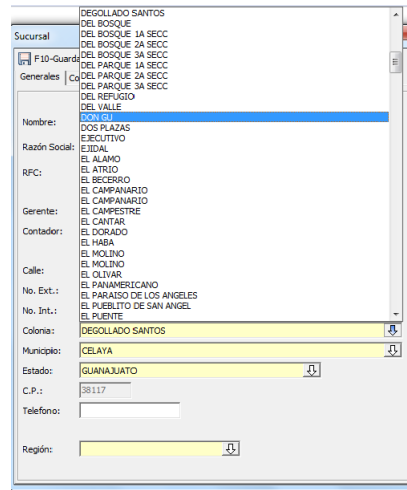 DEGOLLADO SANTOS
DEL BOSQUE
DEL BOSQUE 1A SECC
DEL BOSQUE 2A SECC
DEL BOSQUE 3A SECC
DEL PARQUE 1A SECC
DEL PARQUE 2A SECC
DEL PARQUE 3A SECC
DEL REFUGIO
DEL VALLE
DON GU
DOS PLAZAS
EJECUTIVO
EJIDAL
EL ALAMO
EL ATRIO
EL BECERRO
EL CAMPANARIO
EL CAMPANARIO
EL CAMPESTRE
EL CANTAR
EL DORADO
EL HABA
EL MOLINO
EL MOLINO
EL OLIVAR
EL PANAMERICANO
EL PARAISO DE LOS ANGELES
EL PUEBLITO DE SAN ANGEL
EL PUENTE
Sucursal
F10-Guarda
Generales Co
Nombre:
Razón Social:
RFC:
Gerente:
Contador:
Calle:
No. Ext.:
No. Int.:
Colonia: DEGOLLADO SANTOS
Municipio: CELAYA
Estado: GUANAJUATO
C.P.: 38117
Telefono:
Región: